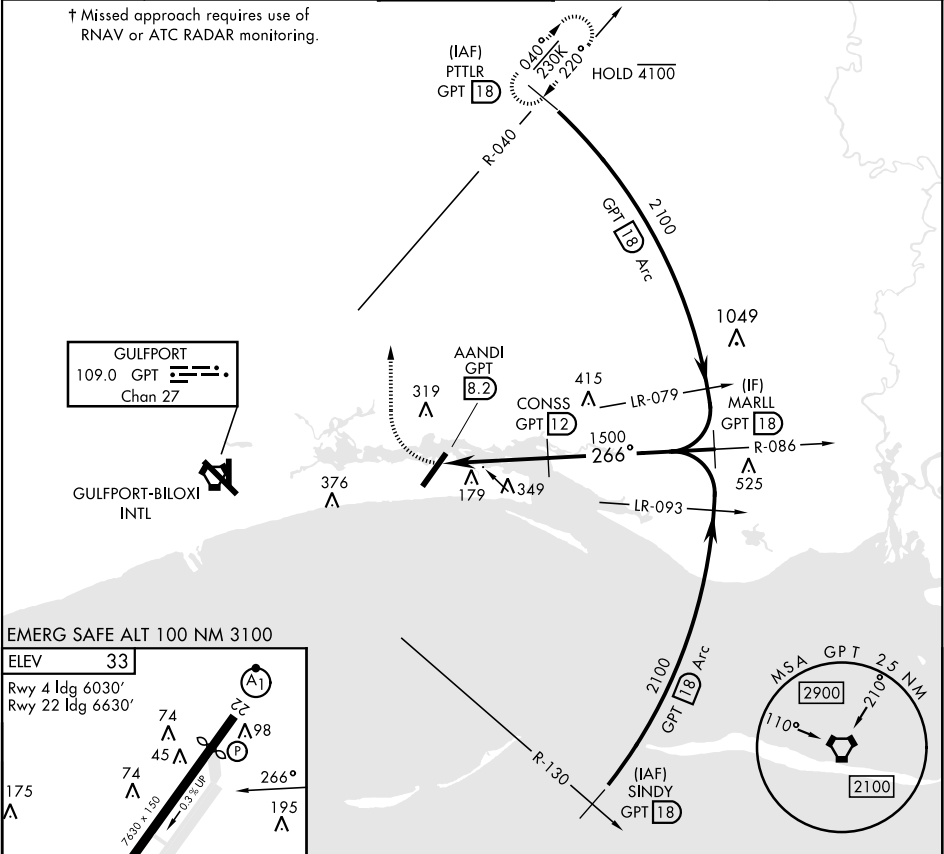 † Missed approach requires use of
RNAV or ATC RADAR monitoring.
(IAF)
PTTLR
GPT 18
040°
230K
220°
HOLD 4100
R-040
2100
GPT 18 Arc
1049
GULFPORT
109.0 GPT
Chan 27
AANDI
GPT
8.2
319
415
LR-079
(IF)
MARLL
GPT 18
CONSS
GPT 12
1500
266°
R-086
525
GULFPORT-BILOXI
INTL
376
179
349
LR-093
EMERG SAFE ALT 100 NM 3100
ELEV 33
Rwy 4 ldg 6030'
Rwy 22 ldg 6630'
A1
22
74
98
45
P
74
266°
175
195
7630 x 150
0.3% UP
2100
GPT 18 Arc
R-130
(IAF)
SINDY
GPT 18
MSA GPT 25 NM
2900
210°
110°
2100